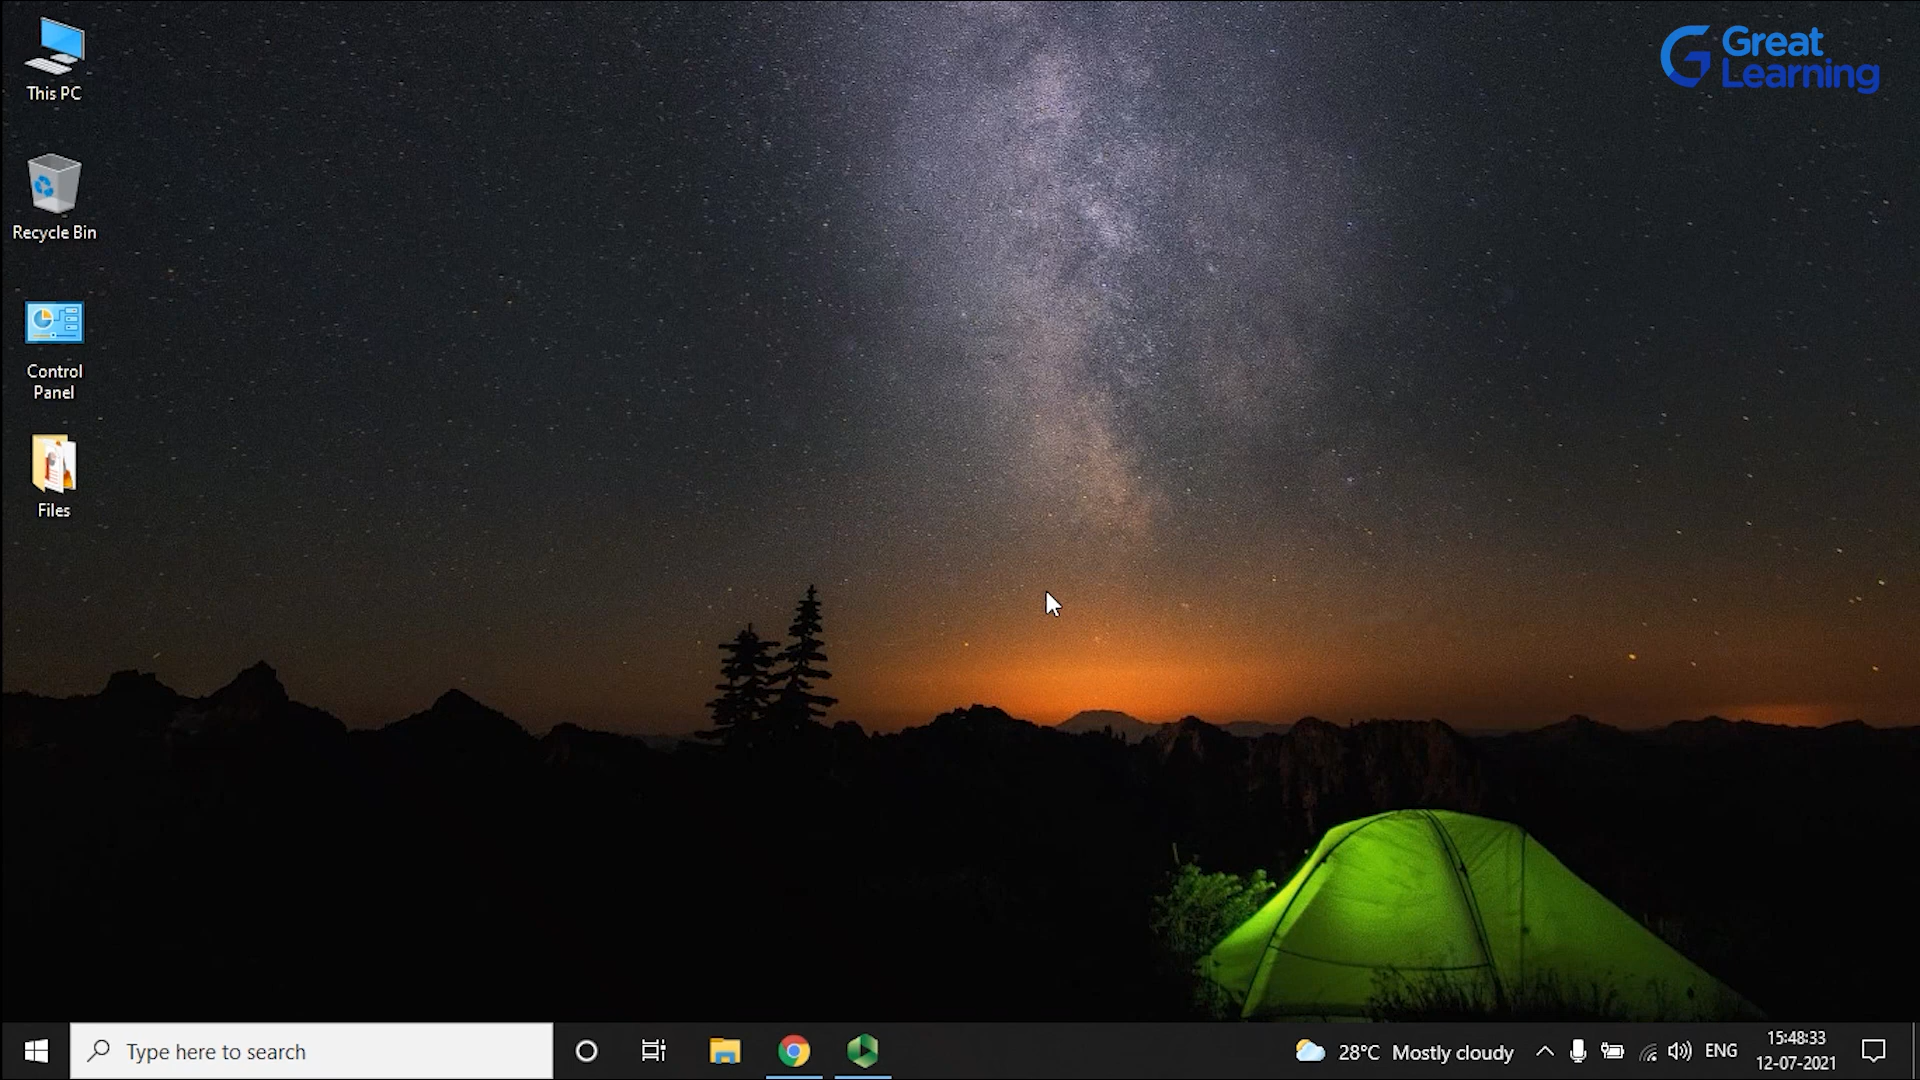 This PC
Great
Learning
Recycle Bin
Control
Panel
Files
Type here to search
28°C Mostly cloudy
ENG
15:48:33
12-07-2021